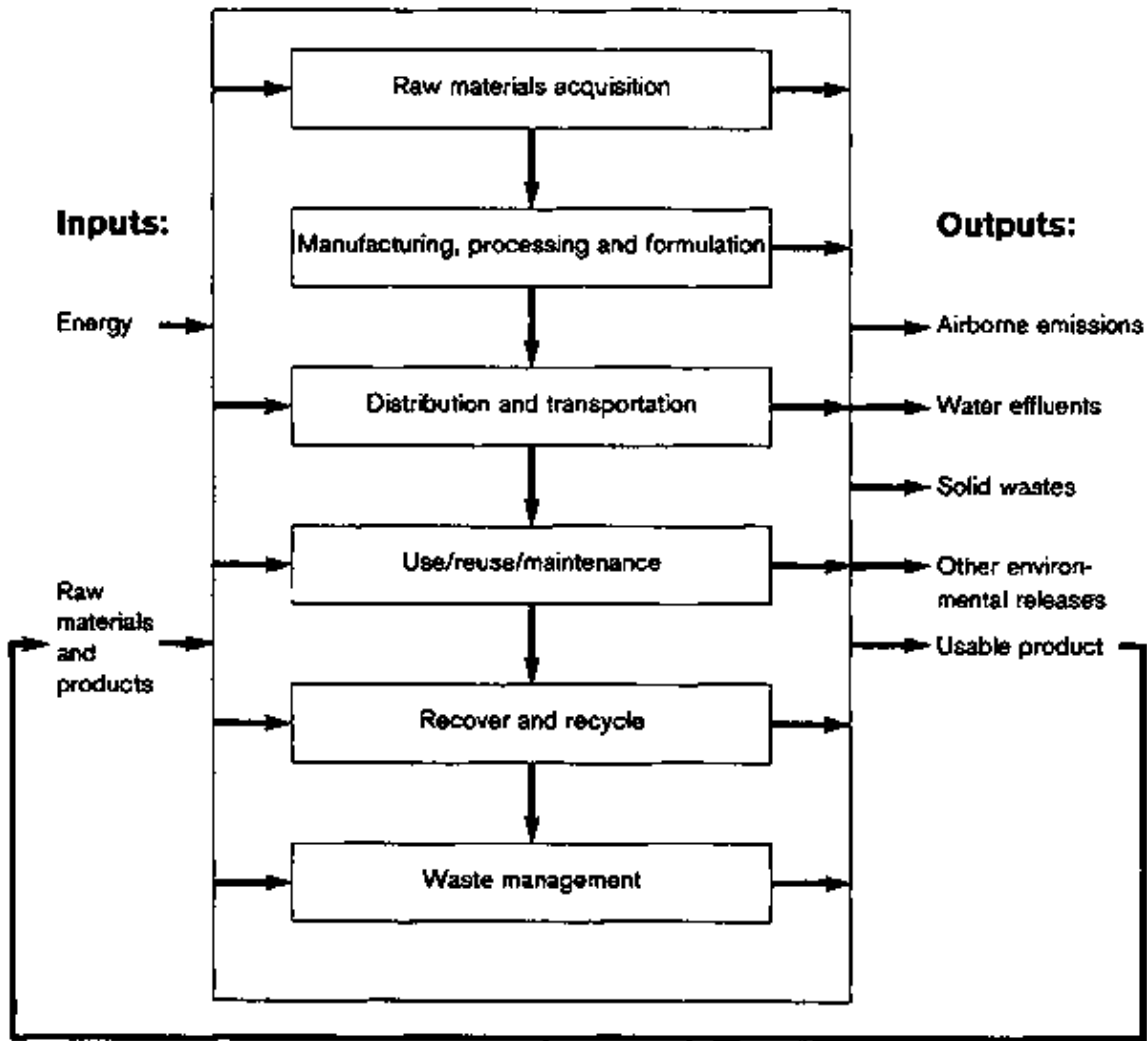 Raw materials acquisition
Inputs:
Manufacturing, processing and formulation
Outputs:
Energy
Airborne emissions
Distribution and transportation
Water effluents
Solid wastes
Use/reuse/maintenance
Other environ-
mental releases
Raw
materials
and
products
Usable product
Recover and recycle
Waste management